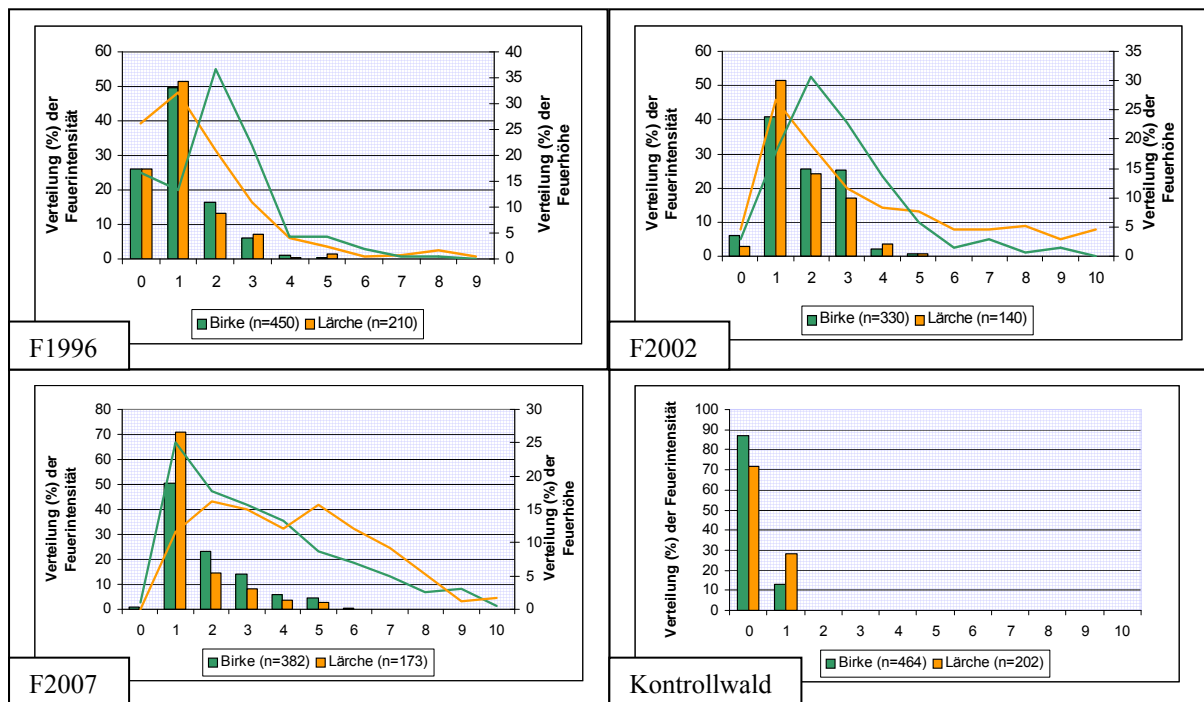 Verteilung (%) der
Feuerintensität
60
50
40
30
20
10
0
0 1 2 3 4 5 6 7 8 9
40
35
30
25
20
15
10
5
0
Verteilung (%) der
Feuerhöhe
Birke (n=450) Lärche (n=210)
F1996
Verteilung (%) der
Feuerintensität
60
50
40
30
20
10
0
0 1 2 3 4 5 6 7 8 9 10
35
30
25
20
15
10
5
0
Verteilung (%) der
Feuerhöhe
Birke (n=330) Lärche (n=140)
F2002
Verteilung (%) der
Feuerintensität
80
70
60
50
40
30
20
10
0
0 1 2 3 4 5 6 7 8 9 10
30
25
20
15
10
5
0
Verteilung (%) der
Feuerhöhe
Birke (n=382) Lärche (n=173)
F2007
Verteilung (%) der Feuerintensität
100
90
80
70
60
50
40
30
20
10
0
0 1 2 3 4 5 6 7 8 9 10
Birke (n=464) Lärche (n=202)
Kontrollwald